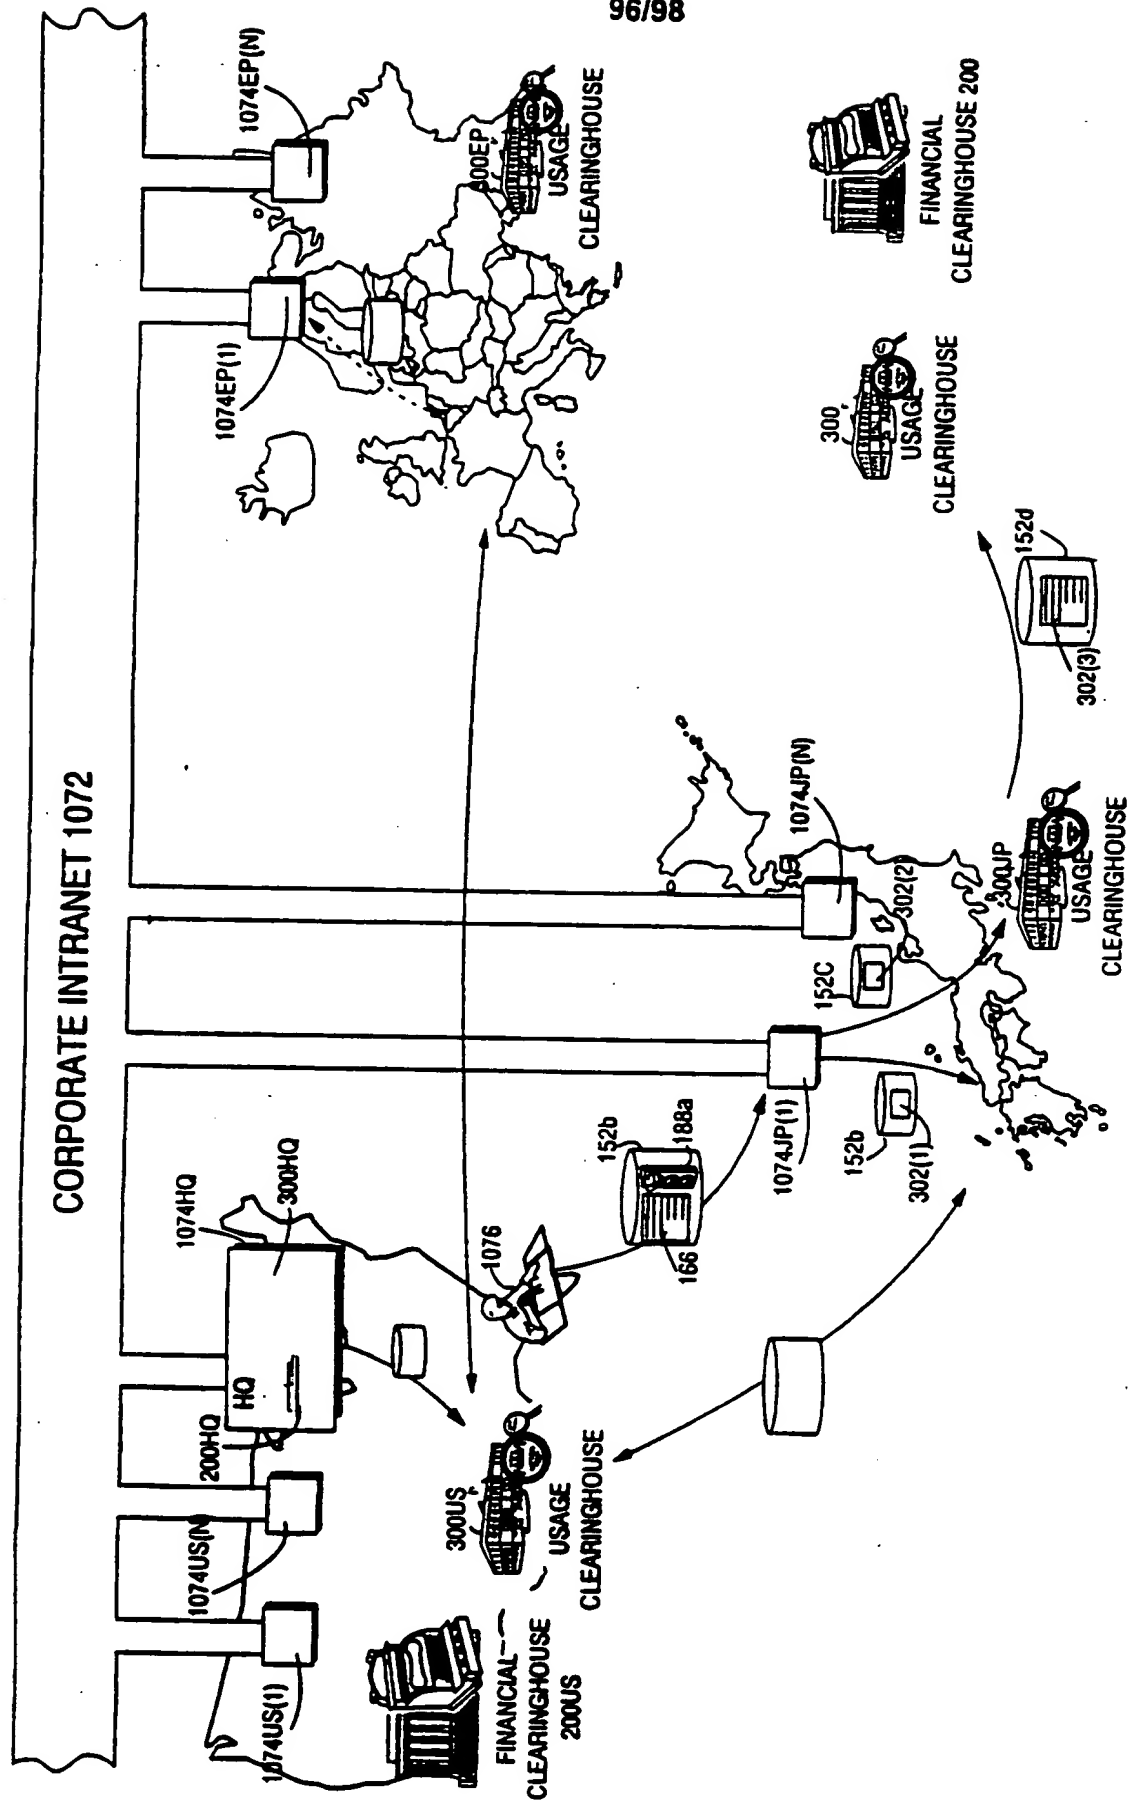 96/98
CORPORATE INTRANET 1072
1074US(1)
1074US(N)
200HQ
HQ
1074HQ
300HQ
FINANCIAL
CLEARINGHOUSE
200US
300US
USAGE
CLEARINGHOUSE
1076
152b
188a
166
1074JP(1)
152b
302(1)
152C
302(2)
1074JP(N)
300JP
USAGE
CLEARINGHOUSE
152d
302(3)
1074EP(1)
1074EP(N)
USAGE
CLEARINGHOUSE
300
USAGE
CLEARINGHOUSE
FINANCIAL
CLEARINGHOUSE 200